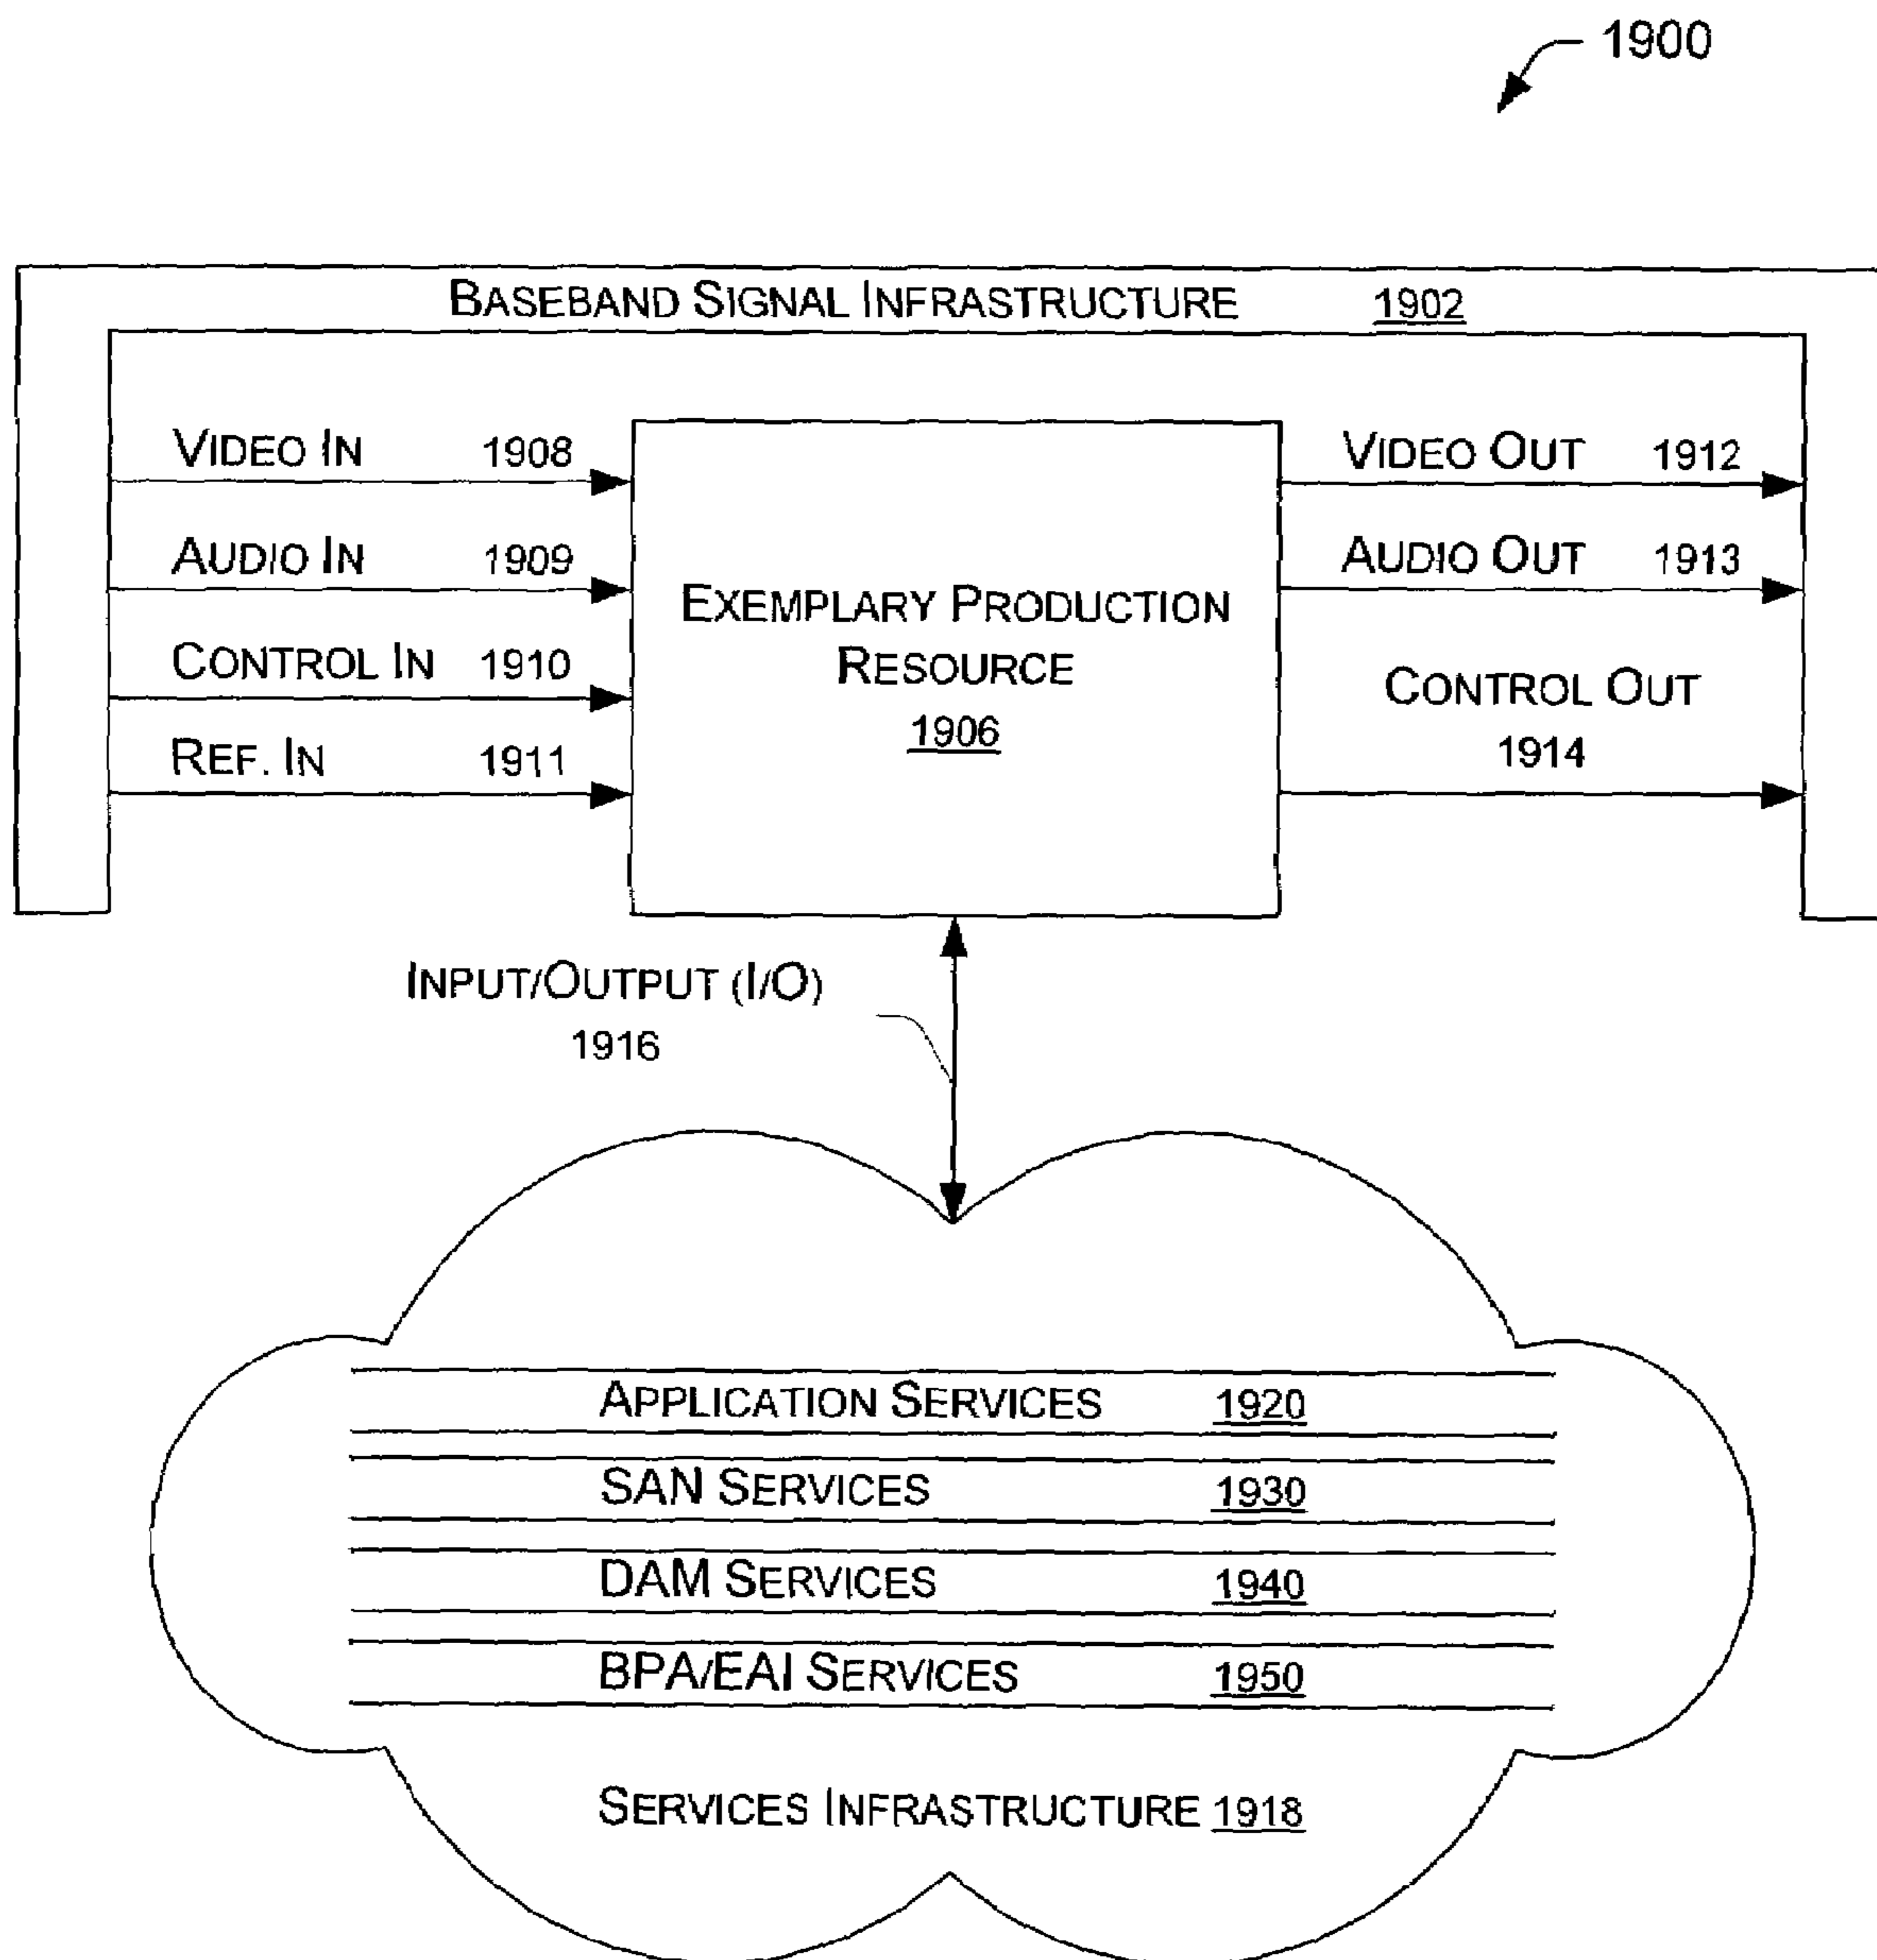 1900
BASEBAND SIGNAL INFRASTRUCTURE 1902
VIDEO IN 1908
AUDIO IN 1909
CONTROL IN 1910
REF. IN 1911
EXEMPLARY PRODUCTION
RESOURCE
1906
VIDEO OUT 1912
AUDIO OUT 1913
CONTROL OUT
1914
INPUT/OUTPUT (I/O)
1916
APPLICATION SERVICES 1920
SAN SERVICES 1930
DAM SERVICES 1940
BPA/EAI SERVICES 1950
SERVICES INFRASTRUCTURE 1918